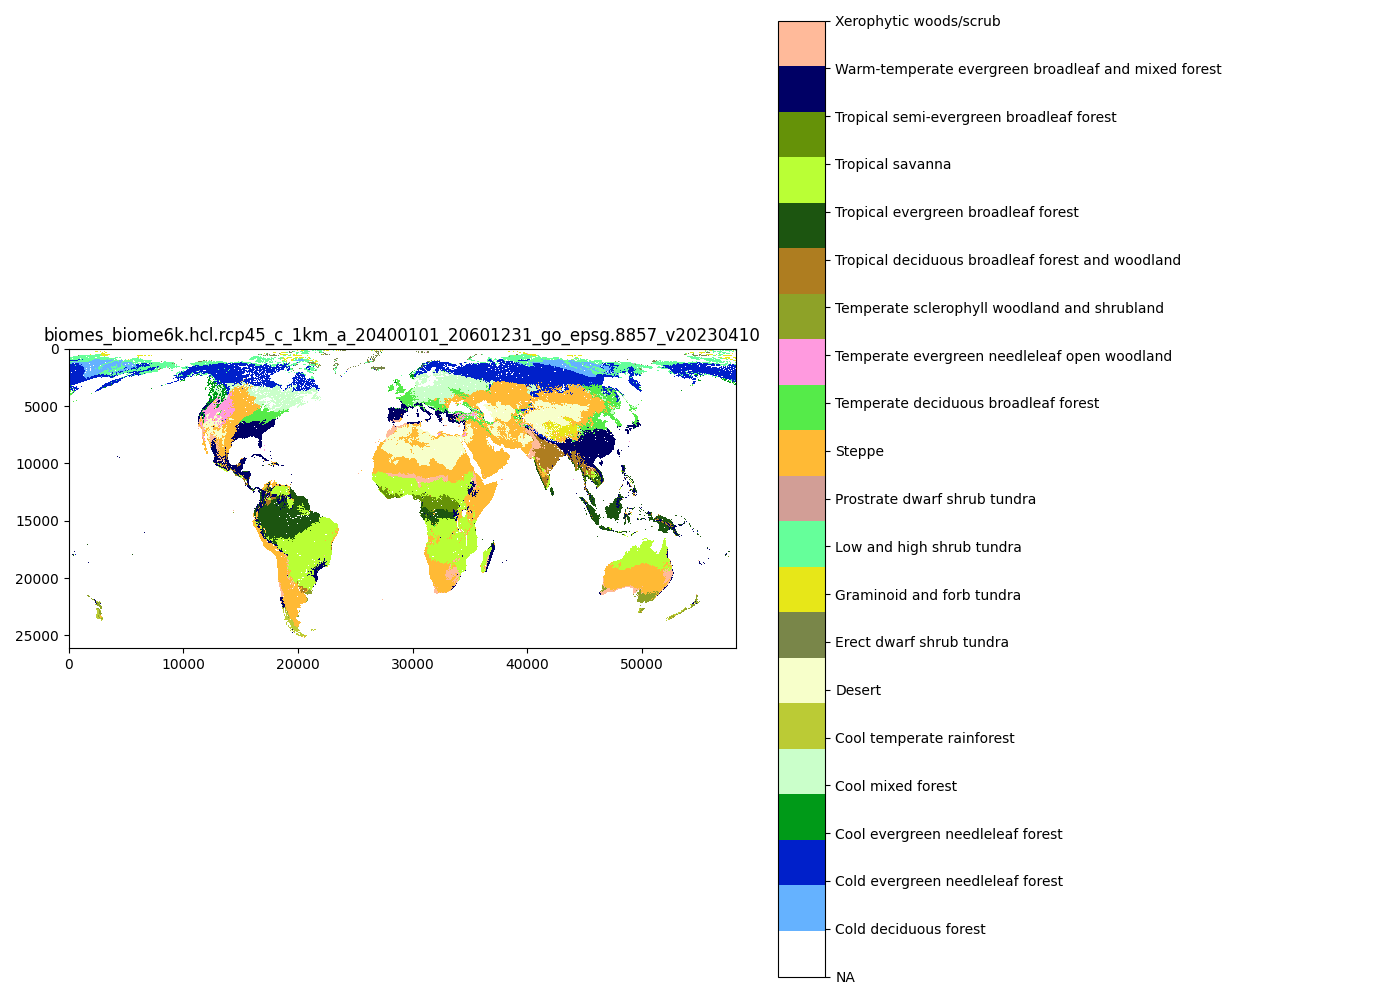 biomes_biome6k.hcl.rcp45_c_1km_a_20400101_20601231_go_epsg.8857_v20230410
0
5000
10000
15000
20000
25000
0 10000 20000 30000 40000 50000
Xerophytic woods/scrub
Warm-temperate evergreen broadleaf and mixed forest
Tropical semi-evergreen broadleaf forest
Tropical savanna
Tropical evergreen broadleaf forest
Tropical deciduous broadleaf forest and woodland
Temperate sclerophyll woodland and shrubland
Temperate evergreen needleleaf open woodland
Temperate deciduous broadleaf forest
Steppe
Prostrate dwarf shrub tundra
Low and high shrub tundra
Graminoid and forb tundra
Erect dwarf shrub tundra
Desert
Cool temperate rainforest
Cool mixed forest
Cool evergreen needleleaf forest
Cold evergreen needleleaf forest
Cold deciduous forest
NA